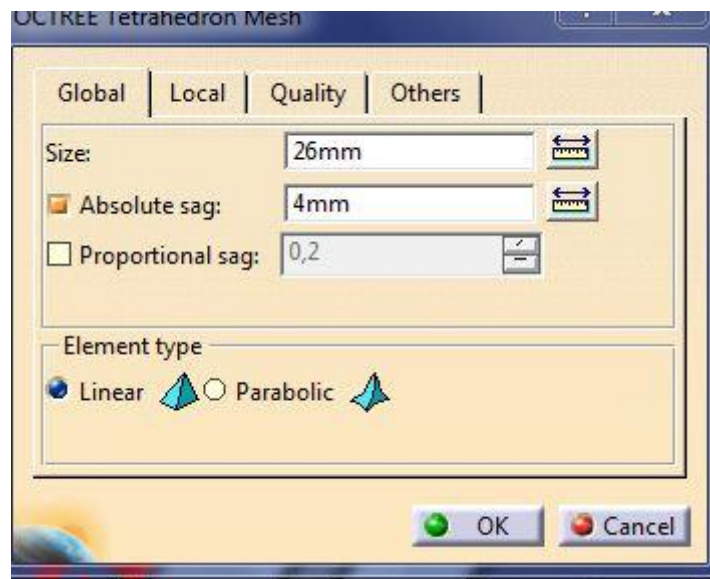 OCTREE Tetrahedron Mesh
Global Local Quality Others
Size: 26mm
Absolute sag: 4mm
Proportional sag: 0,2
Element type
Linear Parabolic
OK Cancel